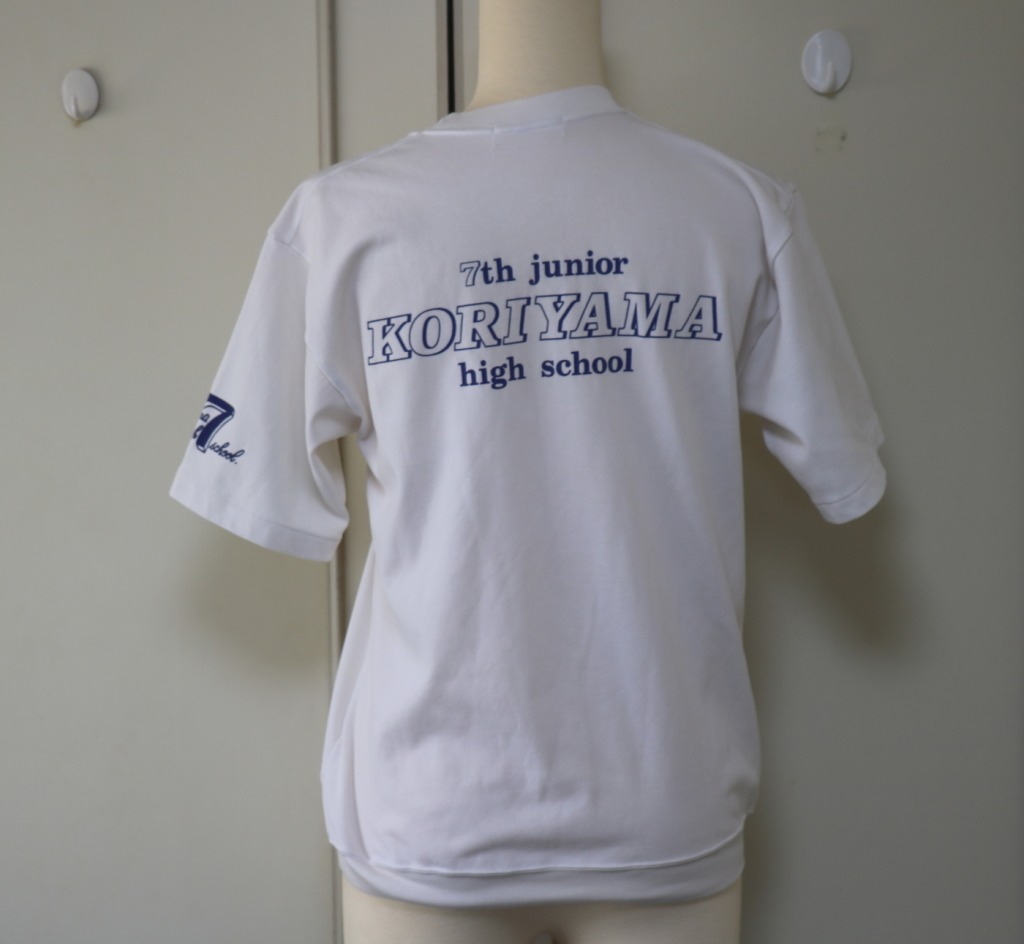 7th junior
KORIYAMA
high school
7
school.